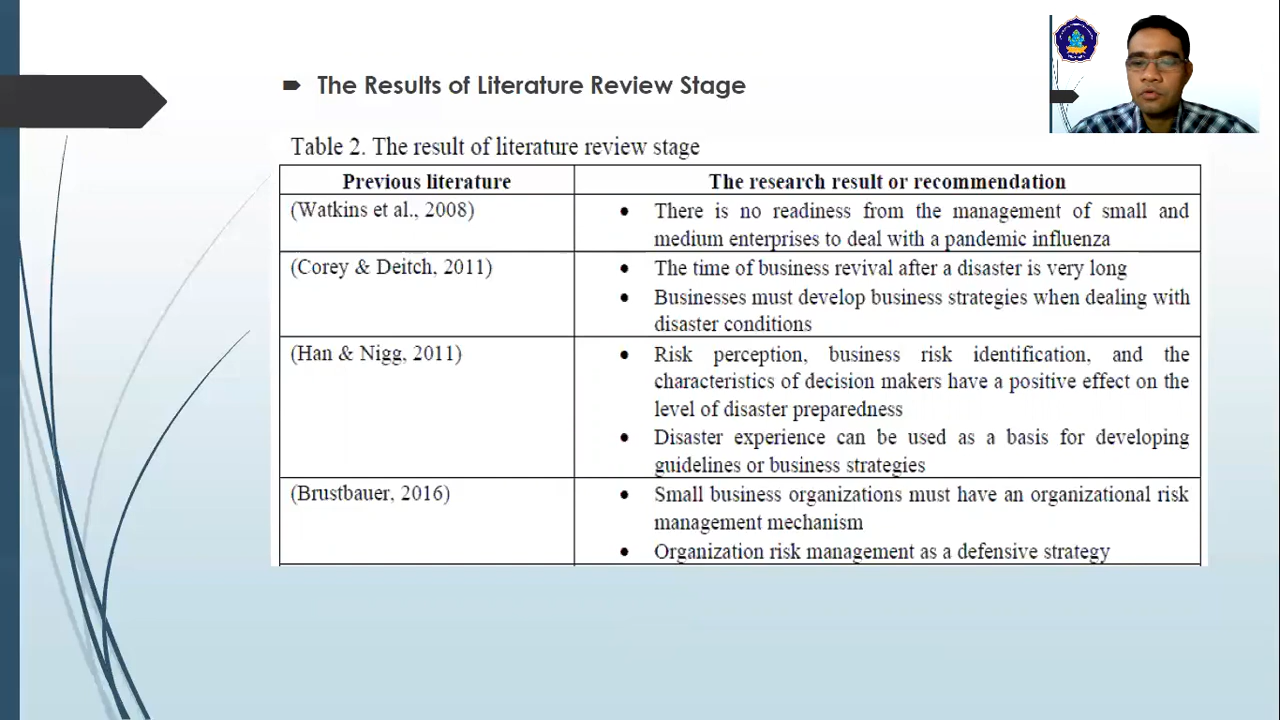 The Results of Literature Review Stage
Table 2. The result of literature review stage
Previous literature
The research result or recommendation
(Watkins et al., 2008)
• There is no readiness from the management of small and
medium enterprises to deal with a pandemic influenza
(Corey & Deitch, 2011)
• The time of business revival after a disaster is very long
• Businesses must develop business strategies when dealing with
disaster conditions
(Han & Nigg, 2011)
• Risk perception, business risk identification, and the
characteristics of decision makers have a positive effect on the
level of disaster preparedness
• Disaster experience can be used as a basis for developing
guidelines or business strategies
(Brustbauer, 2016)
• Small business organizations must have an organizational risk
management mechanism
• Organization risk management as a defensive strategy